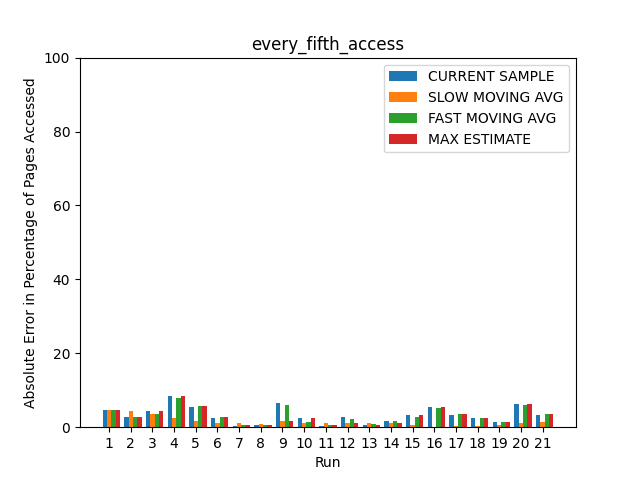 every_fifth_access
100
80
60
40
20
0
Absolute Error in Percentage of Pages Accessed
CURRENT SAMPLE
SLOW MOVING AVG
FAST MOVING AVG
MAX ESTIMATE
1 2 3 4 5 6 7 8 9 10 11 12 13 14 15 16 17 18 19 20 21
Run